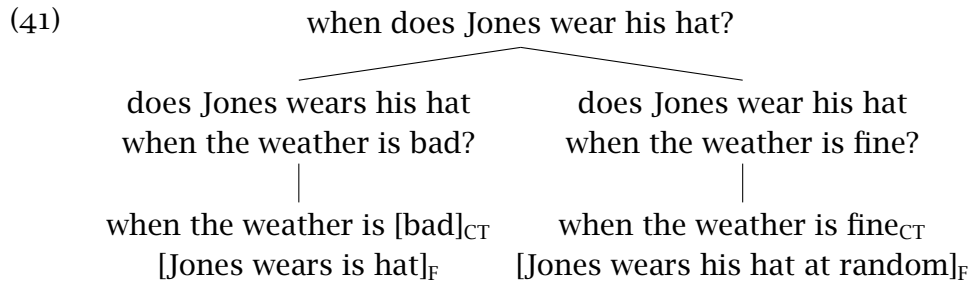 (41) when does Jones wear his hat?
does Jones wears his hat does Jones wear his hat
when the weather is bad? when the weather is fine?
when the weather is [bad]CT when the weather is fineCT
[Jones wears is hat]F [Jones wears his hat at random]F